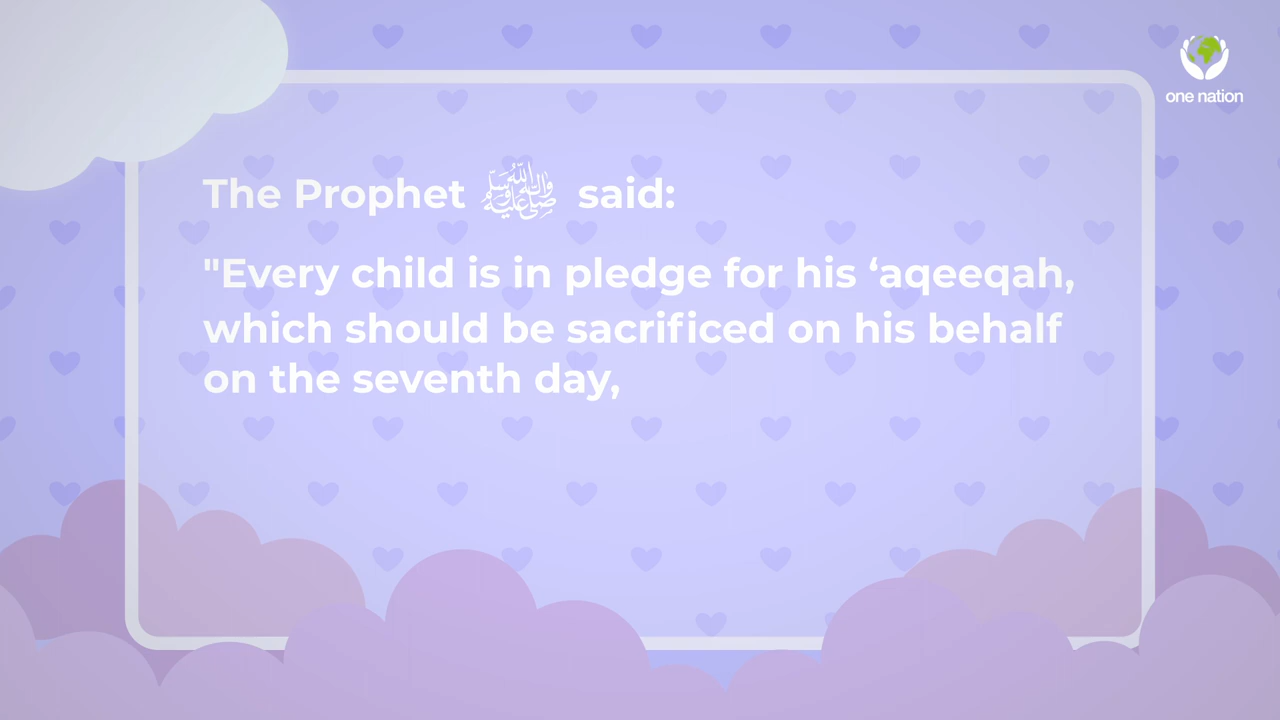 one nation
The Prophet ﷺ said:
"Every child is in pledge for his ‘aqeeqah,
which should be sacrificed on his behalf
on the seventh day,